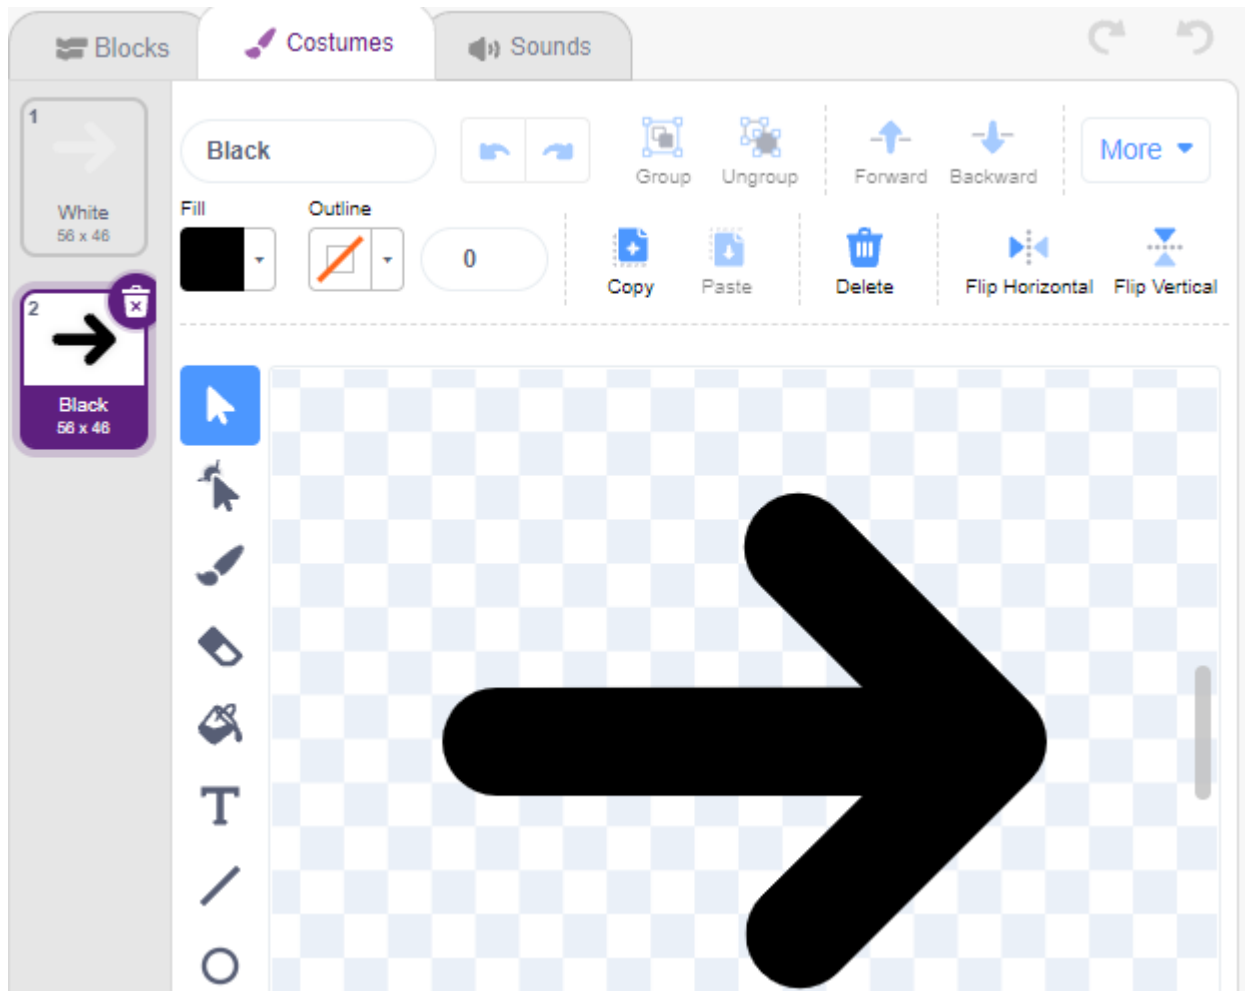 Blocks
Costumes
Sounds
1
White
56 x 46
2
Black
56 x 46
Black
Group
Ungroup
Forward
Backward
More
Fill
Outline
0
Copy
Paste
Delete
Flip Horizontal
Flip Vertical
T